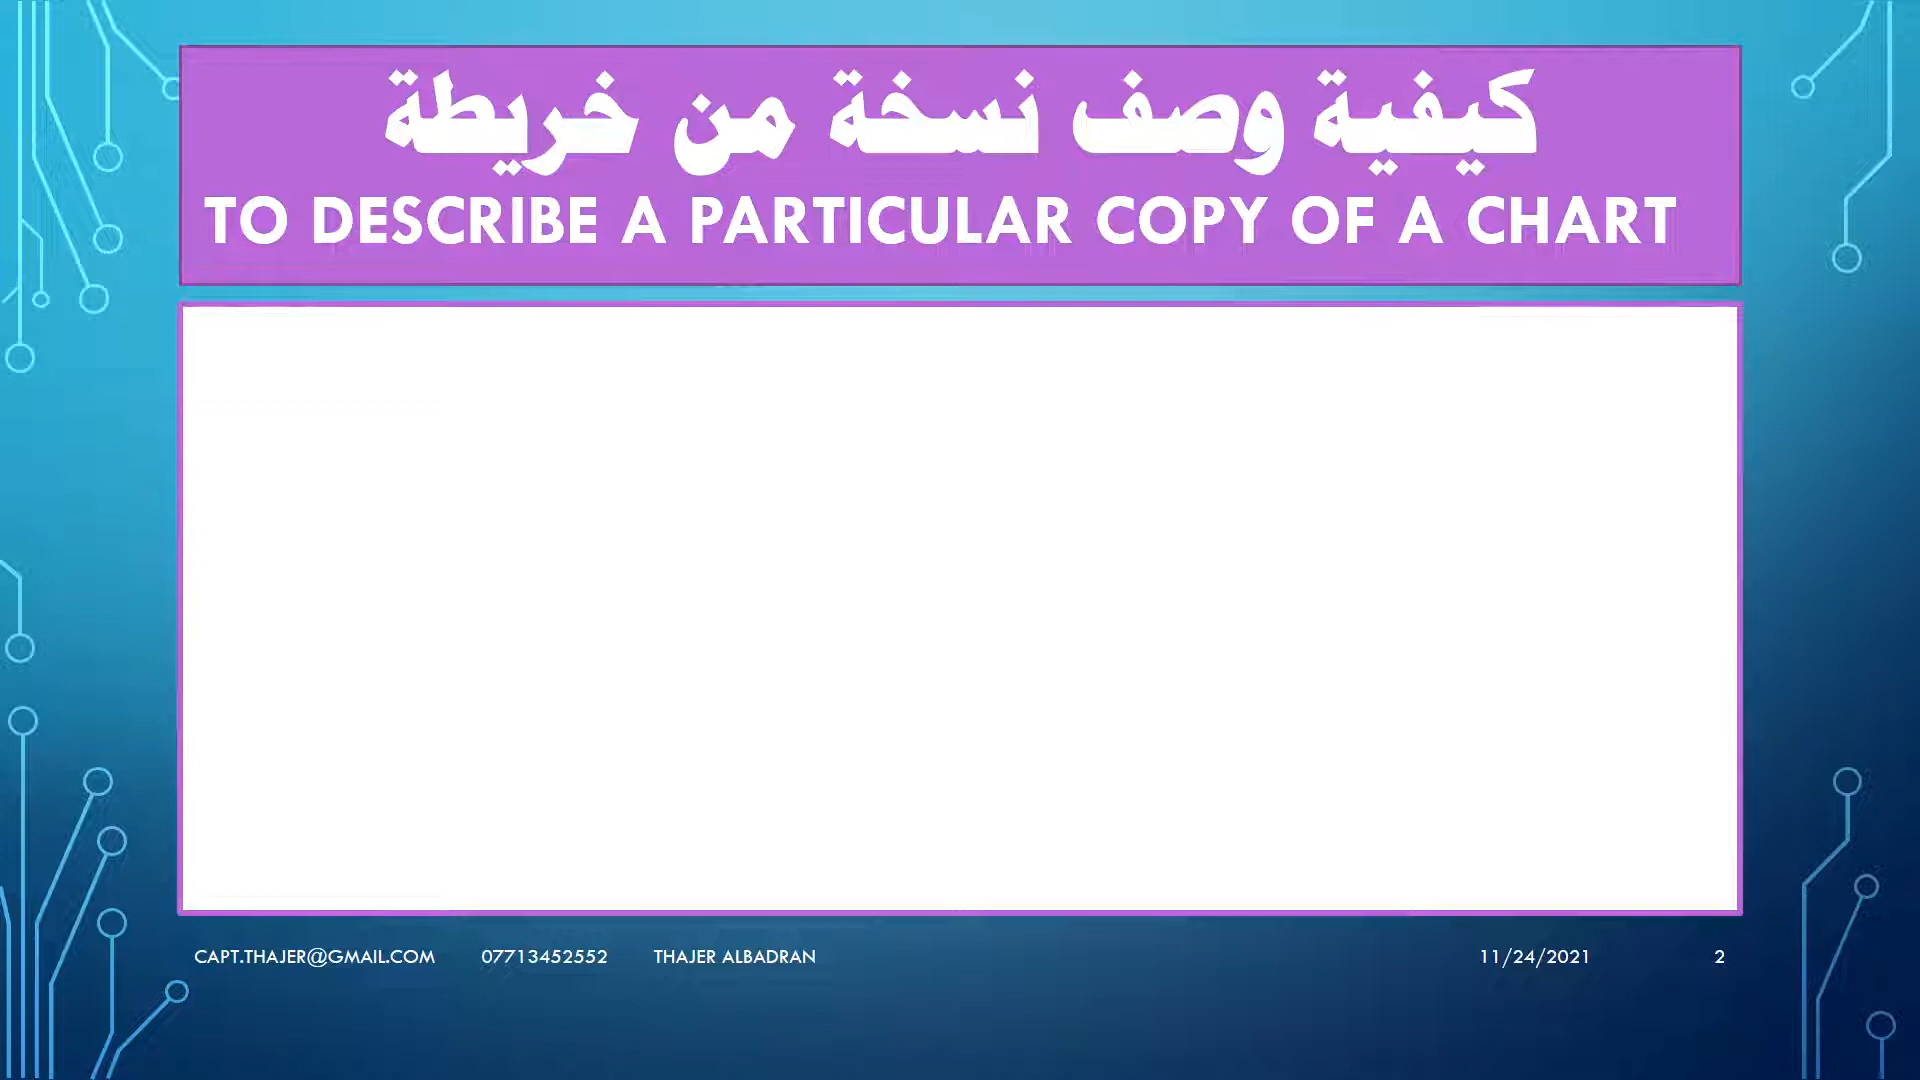 كيفية وصف نسخة من خريطة
TO DESCRIBE A PARTICULAR COPY OF A CHART
CAPT.THAJER@GMAIL.COM 07713452552 THAJER ALBADRAN 11/24/2021 2